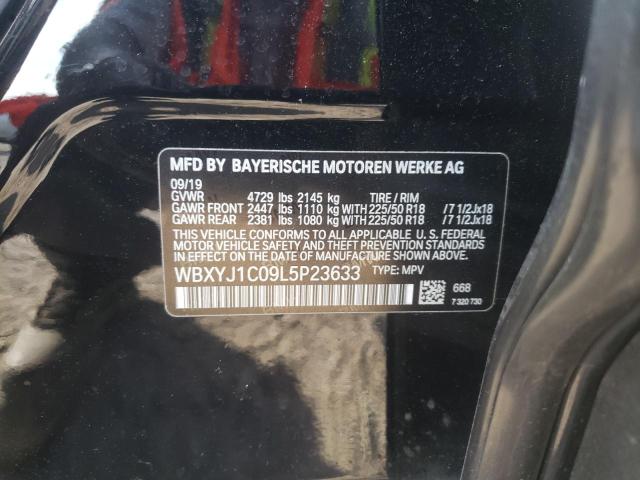 MFD BY BAYERISCHE MOTOREN WERKE AG
09/19
GVWR 4729 lbs 2145 kg TIRE / RIM
GAWR FRONT 2447 lbs 1110 kg WITH 225/50 R18 /7 1/2Jx18
GAWR REAR 2381 lbs 1080 kg WITH 225/50 R18 /7 1/2Jx18
THIS VEHICLE CONFORMS TO ALL APPLICABLE U. S. FEDERAL
MOTOR VEHICLE SAFETY, BUMPER, AND THEFT PREVENTION STANDARDS
IN EFFECT ON THE DATE OF MANUFACTURE SHOWN ABOVE.
WBXYJ1C09L5P23633 TYPE: MPV
668
7 320 730